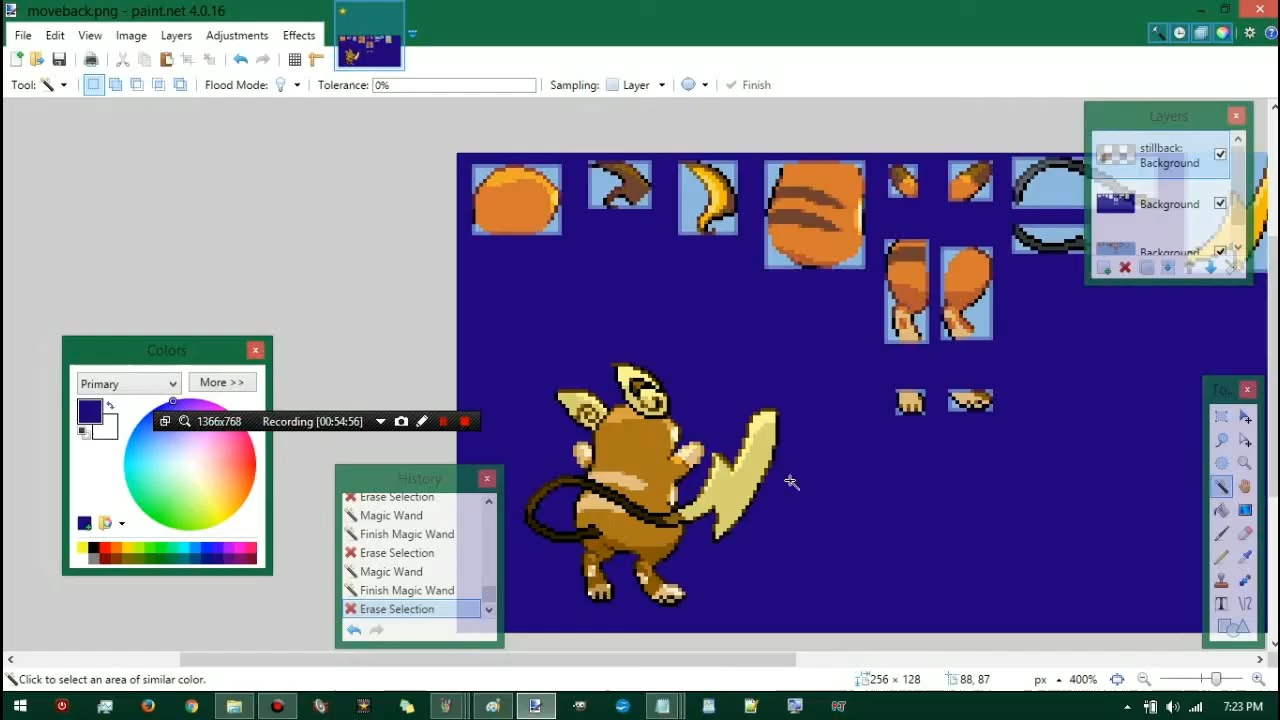 moveback.png - paint.net 4.0.16
File Edit View Image Layers Adjustments Effects
Tool: Flood Mode: Tolerance: 0% Sampling: Layer Finish
Layers
stillback:
Background
Background
Background
Colors
Primary More >>
1366x768 Recording [00:54:56]
History
Erase Selection
Magic Wand
Finish Magic Wand
Erase Selection
Magic Wand
Finish Magic Wand
Erase Selection
To...
Click to select an area of similar color.
256 × 128 88, 87 px 400%
7:23 PM